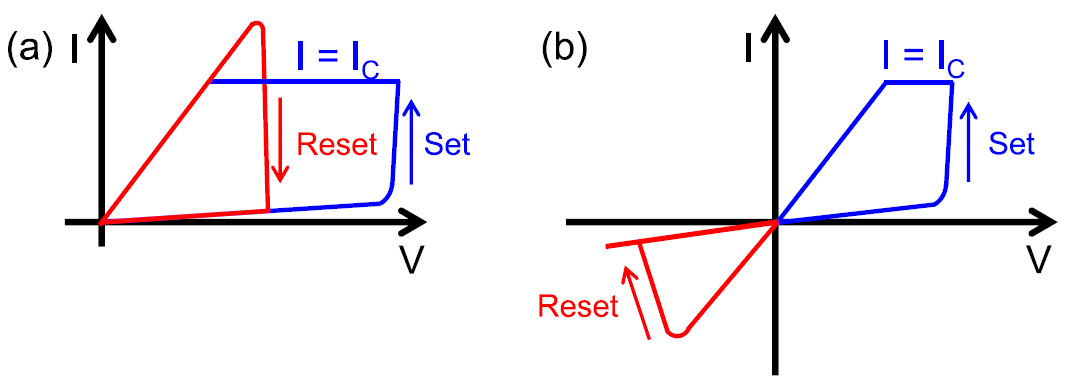 (a)
I
I = I_C
Reset
Set
V
(b)
I
I = I_C
Set
V
Reset